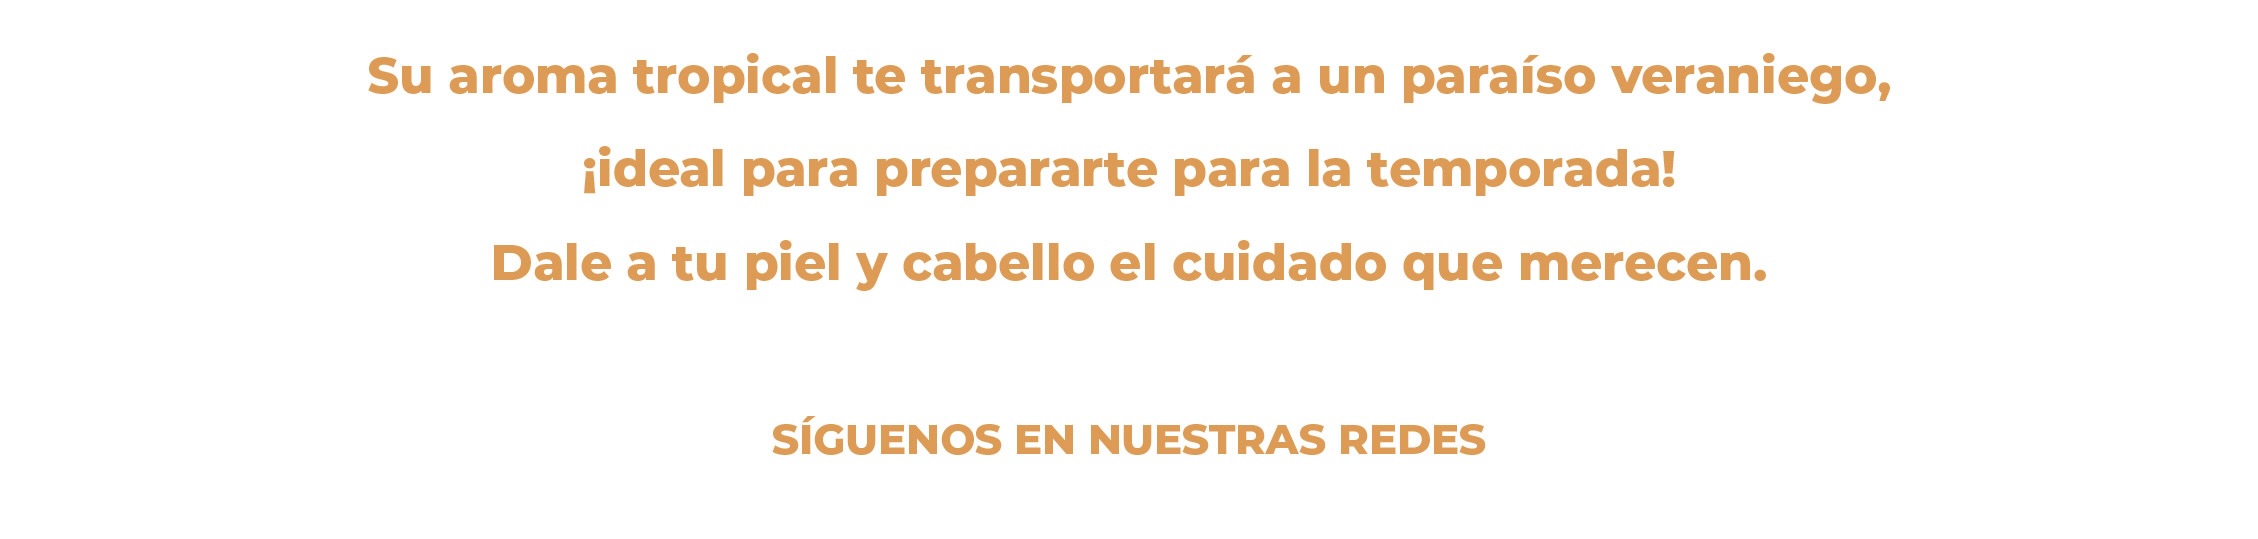 Su aroma tropical te transportará a un paraíso veraniego,
¡ideal para prepararte para la temporada!
Dale a tu piel y cabello el cuidado que merecen.
SÍGUENOS EN NUESTRAS REDES